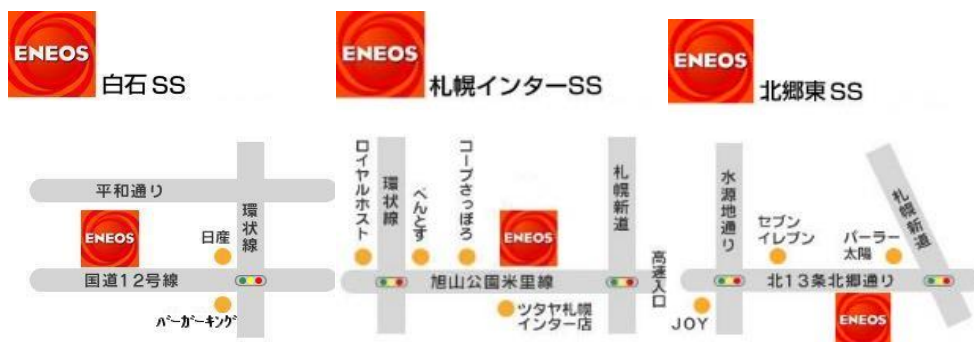 ENEOS
白石 SS
平和通り
環状線
ENEOS
日産
国道12号線
バーガーキング
ENEOS
札幌インターSS
ロイヤルホスト
環状線
べんとす
コープさっぽろ
札幌新道
ENEOS
旭山公園米里線
高速入口
ツタヤ札幌
インター店
ENEOS
北郷東 SS
水源地通り
セブン
イレブン
パーラー
太陽
札幌新道
北13条北郷通り
JOY
ENEOS